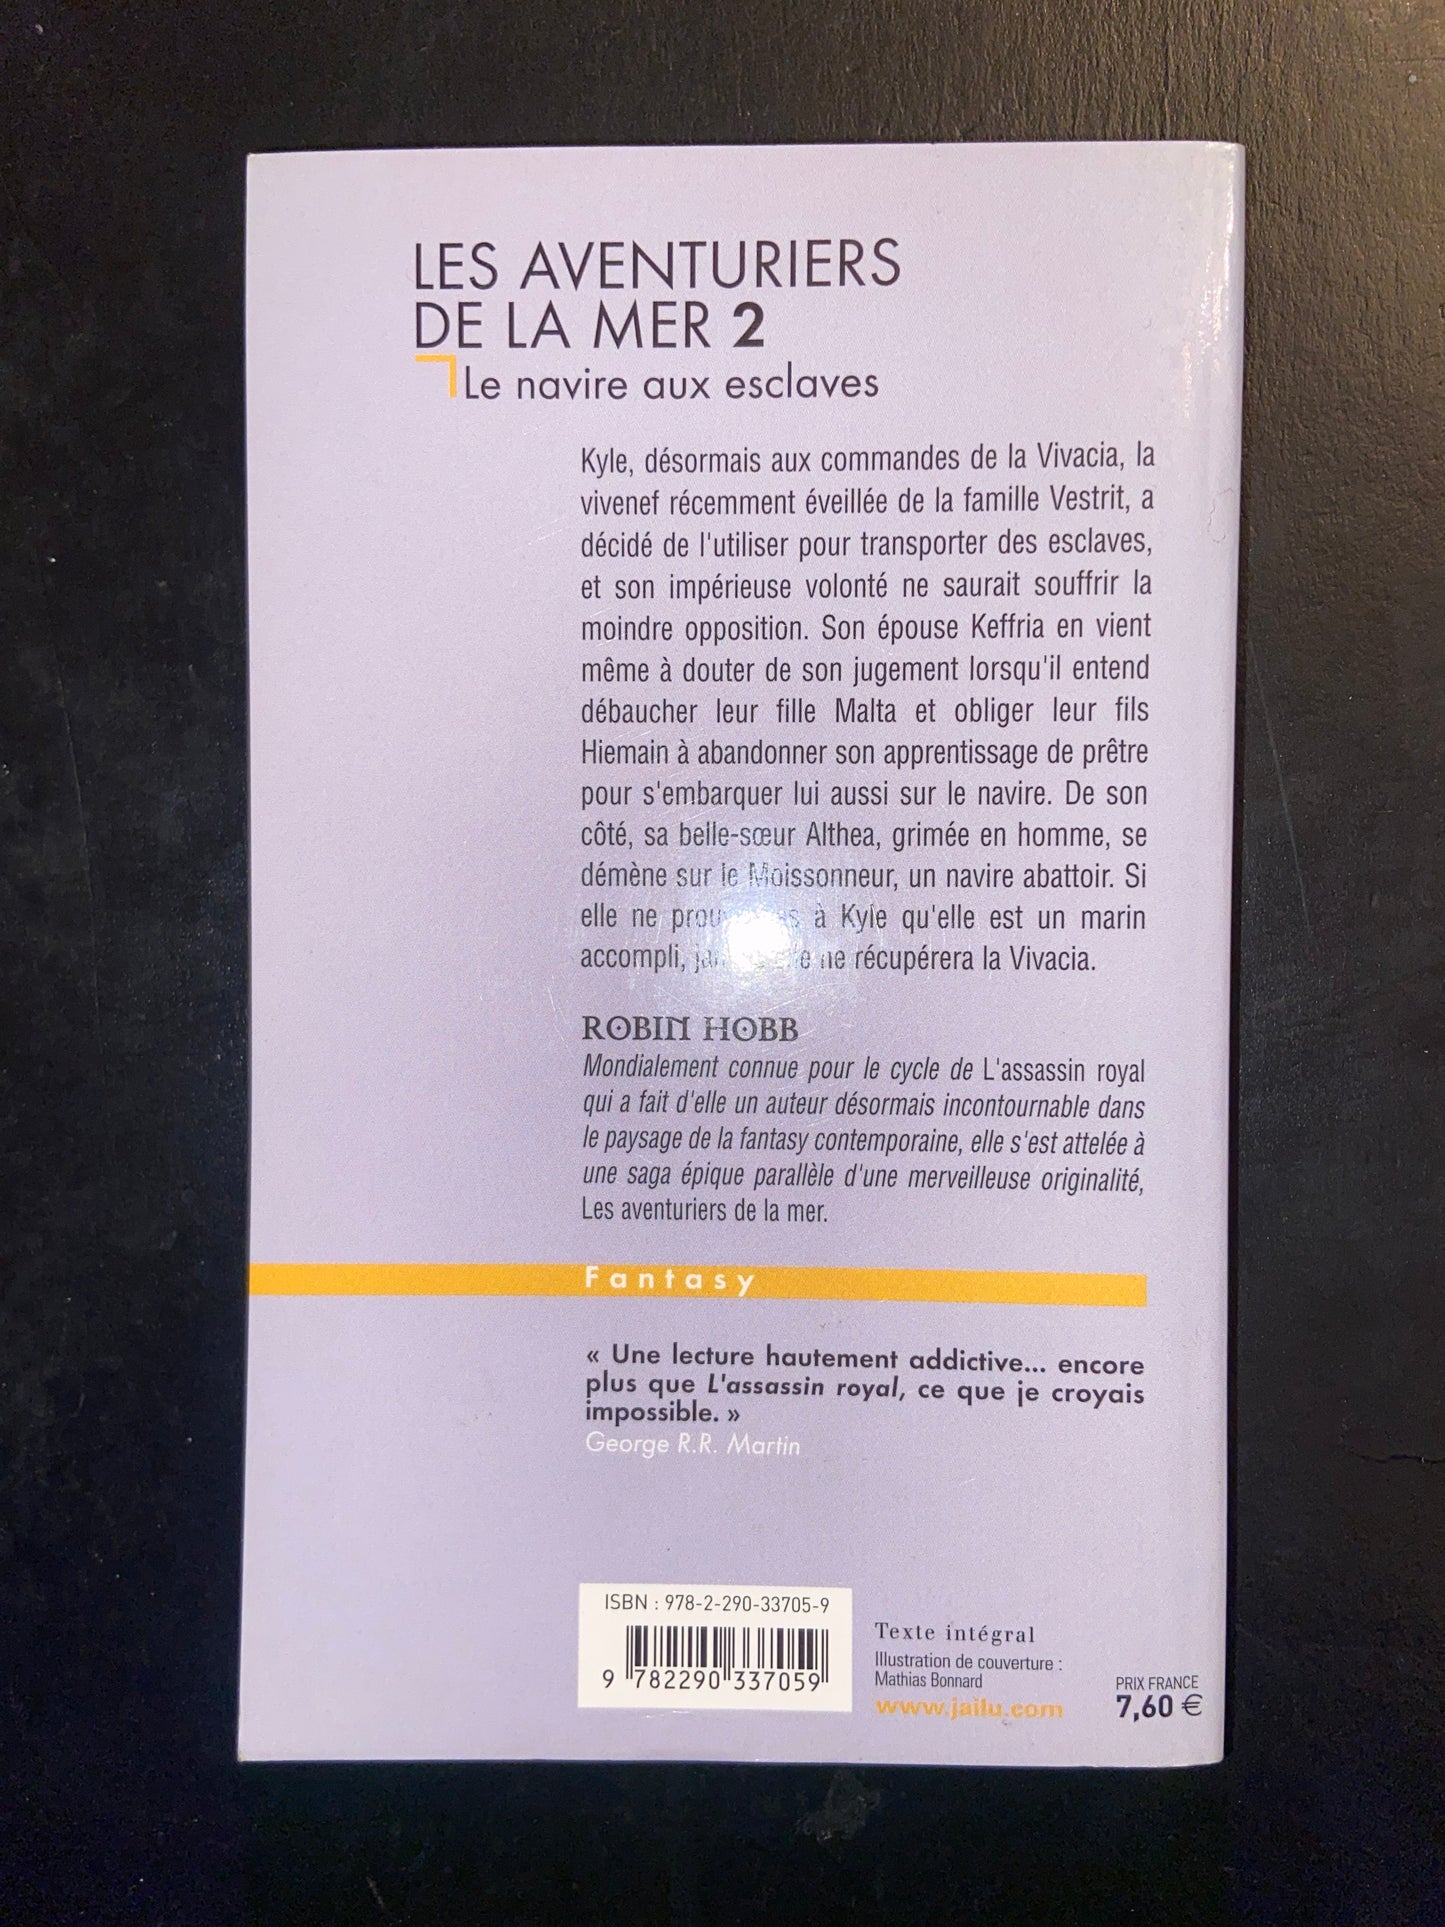 LES AVENTURIERS
DE LA MER 2
Le navire aux esclaves
Kyle, désormais aux commandes de la Vivacia, la
vivenef récemment éveillée de la famille Vestrit, a
décidé de l'utiliser pour transporter des esclaves,
et son impérieuse volonté ne saurait souffrir la
moindre opposition. Son épouse Keffria en vient
même à douter de son jugement lorsqu'il entend
débaucher leur fille Malta et obliger leur fils
Hiemain à abandonner son apprentissage de prêtre
pour s'embarquer lui aussi sur le navire. De son
côté, sa belle-sœur Althea, grimée en homme, se
démène sur le Moissonneur, un navire abattoir. Si
elle ne à Kyle qu'elle est un marin
accompli, ne récupérera la Vivacia.
ROBIN HOBB
Mondialement connue pour le cycle de L'assassin royal
qui a fait d'elle un auteur désormais incontournable dans
le paysage de la fantasy contemporaine, elle s'est attelée à
une saga épique parallèle d'une merveilleuse originalité,
Les aventuriers de la mer.
Fantasy
« Une lecture hautement addictive... encore
plus que L'assassin royal, ce que je croyais
impossible. »
George R.R. Martin
ISBN : 978-2-290-33705-9
9 782290 337059
Texte intégral
Illustration de couverture :
Mathias Bonnard
www.jailu.com
PRIX FRANCE
7,60 €